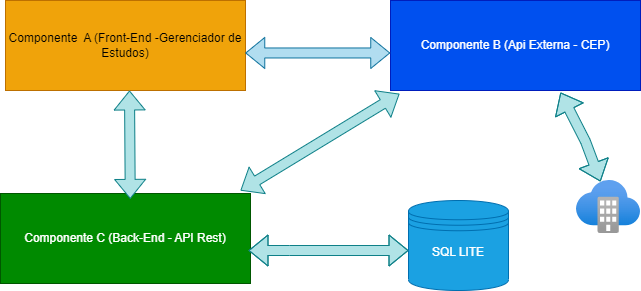 Componente  A (Front-End -Gerenciador de
Estudos)
Componente B (Api Externa - CEP)
Componente C (Back-End - API Rest)
SQL LITE